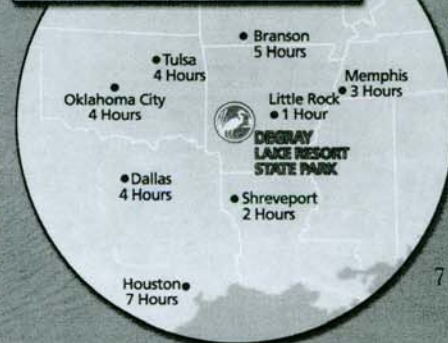 Branson
5 Hours
Tulsa
4 Hours
Memphis
3 Hours
Oklahoma City
4 Hours
Little Rock
1 Hour
DEGRAY
LAKE RESORT
STATE PARK
Dallas
4 Hours
Shreveport
2 Hours
Houston
7 Hours
7